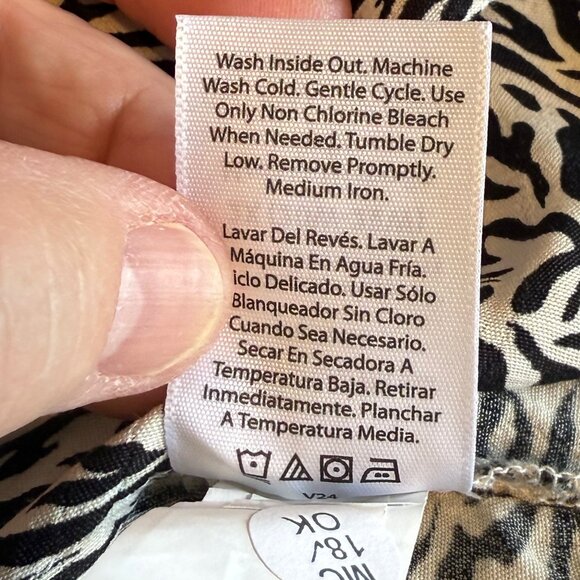 Wash Inside Out. Machine
Wash Cold. Gentle Cycle. Use
Only Non Chlorine Bleach
When Needed. Tumble Dry
Low. Remove Promptly.
Medium Iron.
Lavar Del Revés. Lavar A
Máquina En Agua Fría.
iclo Delicado. Usar Sólo
Blanqueador Sin Cloro
Cuando Sea Necesario.
Secar En Secadora A
Temperatura Baja. Retirar
Inmediatamente. Planchar
A Temperatura Media.
V24
OK
18